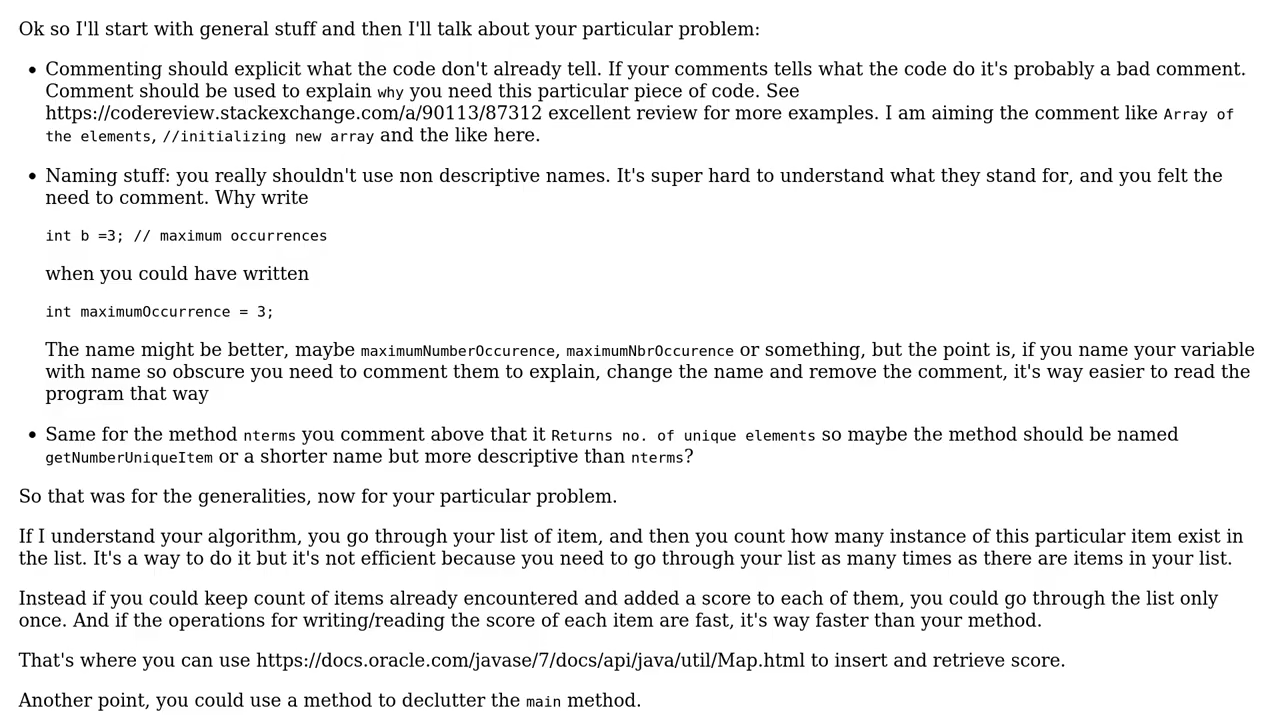 Ok so I'll start with general stuff and then I'll talk about your particular problem:
• Commenting should explicit what the code don't already tell. If your comments tells what the code do it's probably a bad comment.
Comment should be used to explain why you need this particular piece of code. See
https://codereview.stackexchange.com/a/90113/87312 excellent review for more examples. I am aiming the comment like Array of
the elements, //initializing new array and the like here.
• Naming stuff: you really shouldn't use non descriptive names. It's super hard to understand what they stand for, and you felt the
need to comment. Why write
int b =3; // maximum occurrences
when you could have written
int maximumOccurrence = 3;
The name might be better, maybe maximumNumberOccurence, maximumNbrOccurence or something, but the point is, if you name your variable
with name so obscure you need to comment them to explain, change the name and remove the comment, it's way easier to read the
program that way
• Same for the method nterms you comment above that it Returns no. of unique elements so maybe the method should be named
getNumberUniqueItem or a shorter name but more descriptive than nterms?
So that was for the generalities, now for your particular problem.
If I understand your algorithm, you go through your list of item, and then you count how many instance of this particular item exist in
the list. It's a way to do it but it's not efficient because you need to go through your list as many times as there are items in your list.
Instead if you could keep count of items already encountered and added a score to each of them, you could go through the list only
once. And if the operations for writing/reading the score of each item are fast, it's way faster than your method.
That's where you can use https://docs.oracle.com/javase/7/docs/api/java/util/Map.html to insert and retrieve score.
Another point, you could use a method to declutter the main method.